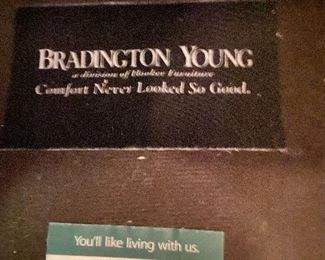 BRADINGTON YOUNG
a division of Hooker Furniture
Comfort Never Looked So Good.
You'll like living with us.